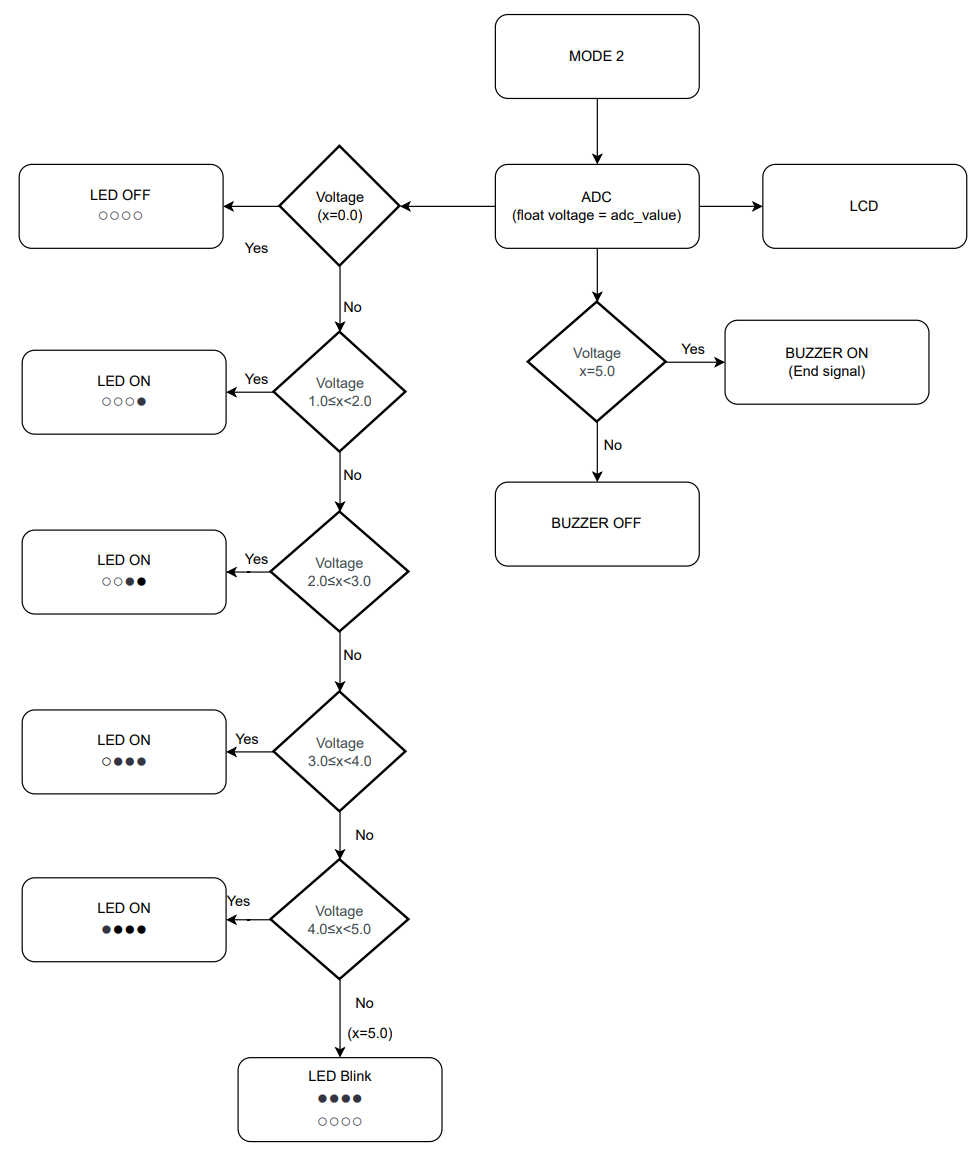 MODE 2
LED OFF
○○○○
Voltage
(x=0.0)
ADC
(float voltage = adc_value)
LCD
Yes
No
LED ON
○○○●
Yes
Voltage
1.0≤x<2.0
Voltage
x=5.0
Yes
BUZZER ON
(End signal)
No
No
BUZZER OFF
LED ON
○○●●
Yes
Voltage
2.0≤x<3.0
No
LED ON
○●●●
Yes
Voltage
3.0≤x<4.0
No
LED ON
●●●●
Yes
Voltage
4.0≤x<5.0
No
(x=5.0)
LED Blink
●●●●
○○○○